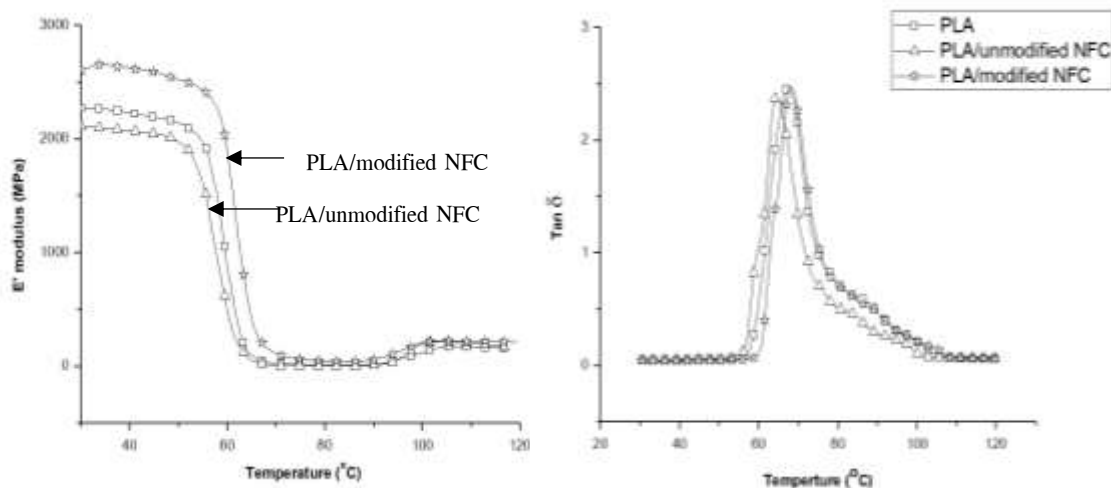 3000
2000
1000
0
E' modulus (MPa)
40
60
80
100
120
Temperature (°C)
PLA/modified NFC
PLA/unmodified NFC
3
2
1
0
Tan δ
20
40
60
80
100
120
Temperture (°C)
PLA
PLA/unmodified NFC
PLA/modified NFC